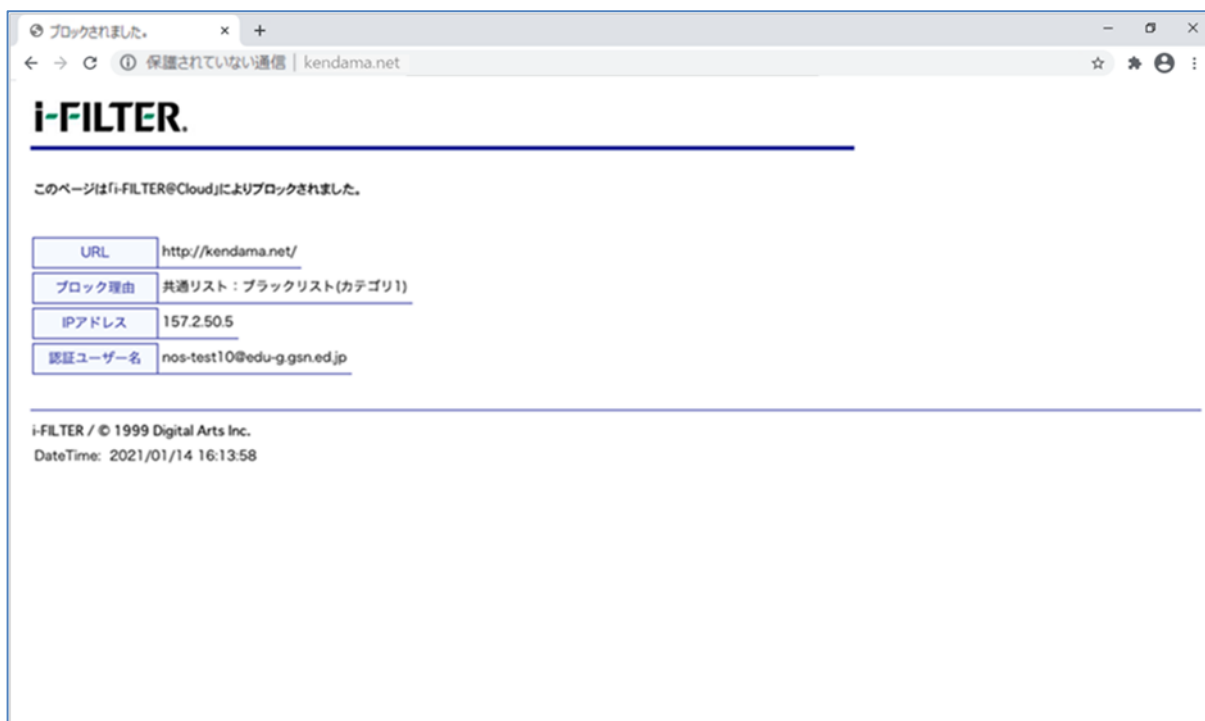 ブロックされました。
保護されていない通信 | kendama.net
i-FILTER.
このページは「i-FILTER@Cloud」によりブロックされました。
URL http://kendama.net/
ブロック理由 共通リスト：ブラックリスト(カテゴリ1)
IPアドレス 157.2.50.5
認証ユーザー名 nos-test10@edu-g.gsn.ed.jp
i-FILTER / © 1999 Digital Arts Inc.
DateTime: 2021/01/14 16:13:58